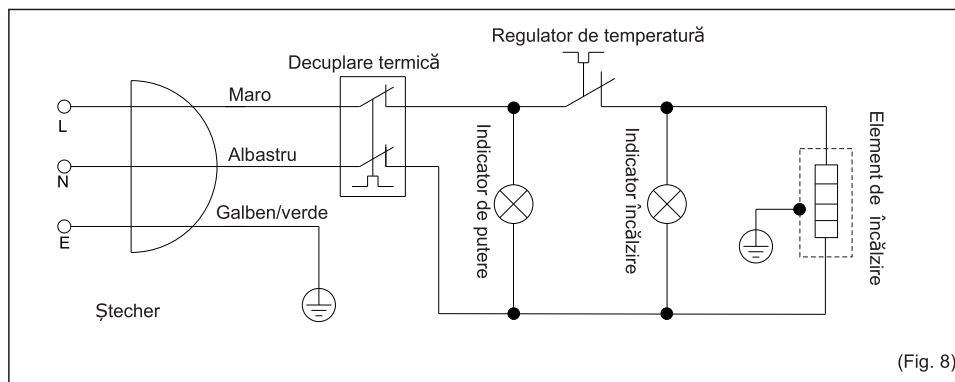 Regulator de temperatură
Decuplare termică
Maro
L
Albastru
N
Galben/verde
E
Indicator de putere
Indicator încălzire
Element de încălzire
Ștecher
(Fig. 8)